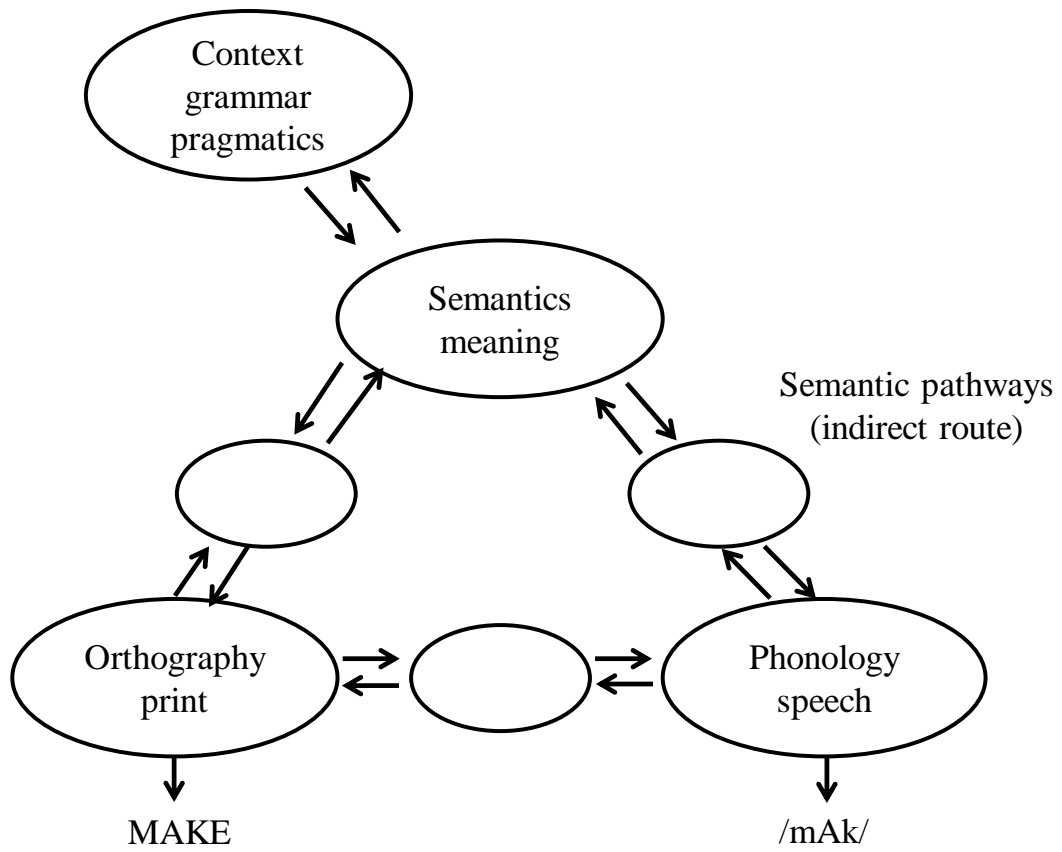 Context
grammar
pragmatics
Semantics
meaning
Semantic pathways
(indirect route)
Orthography
print
Phonology
speech
MAKE
/mAk/